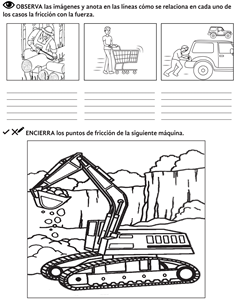 OBSERVA las imágenes y anota en las líneas cómo se relaciona en cada uno de
los casos la fricción con la fuerza.
ENCIERRA los puntos de fricción de la siguiente máquina.